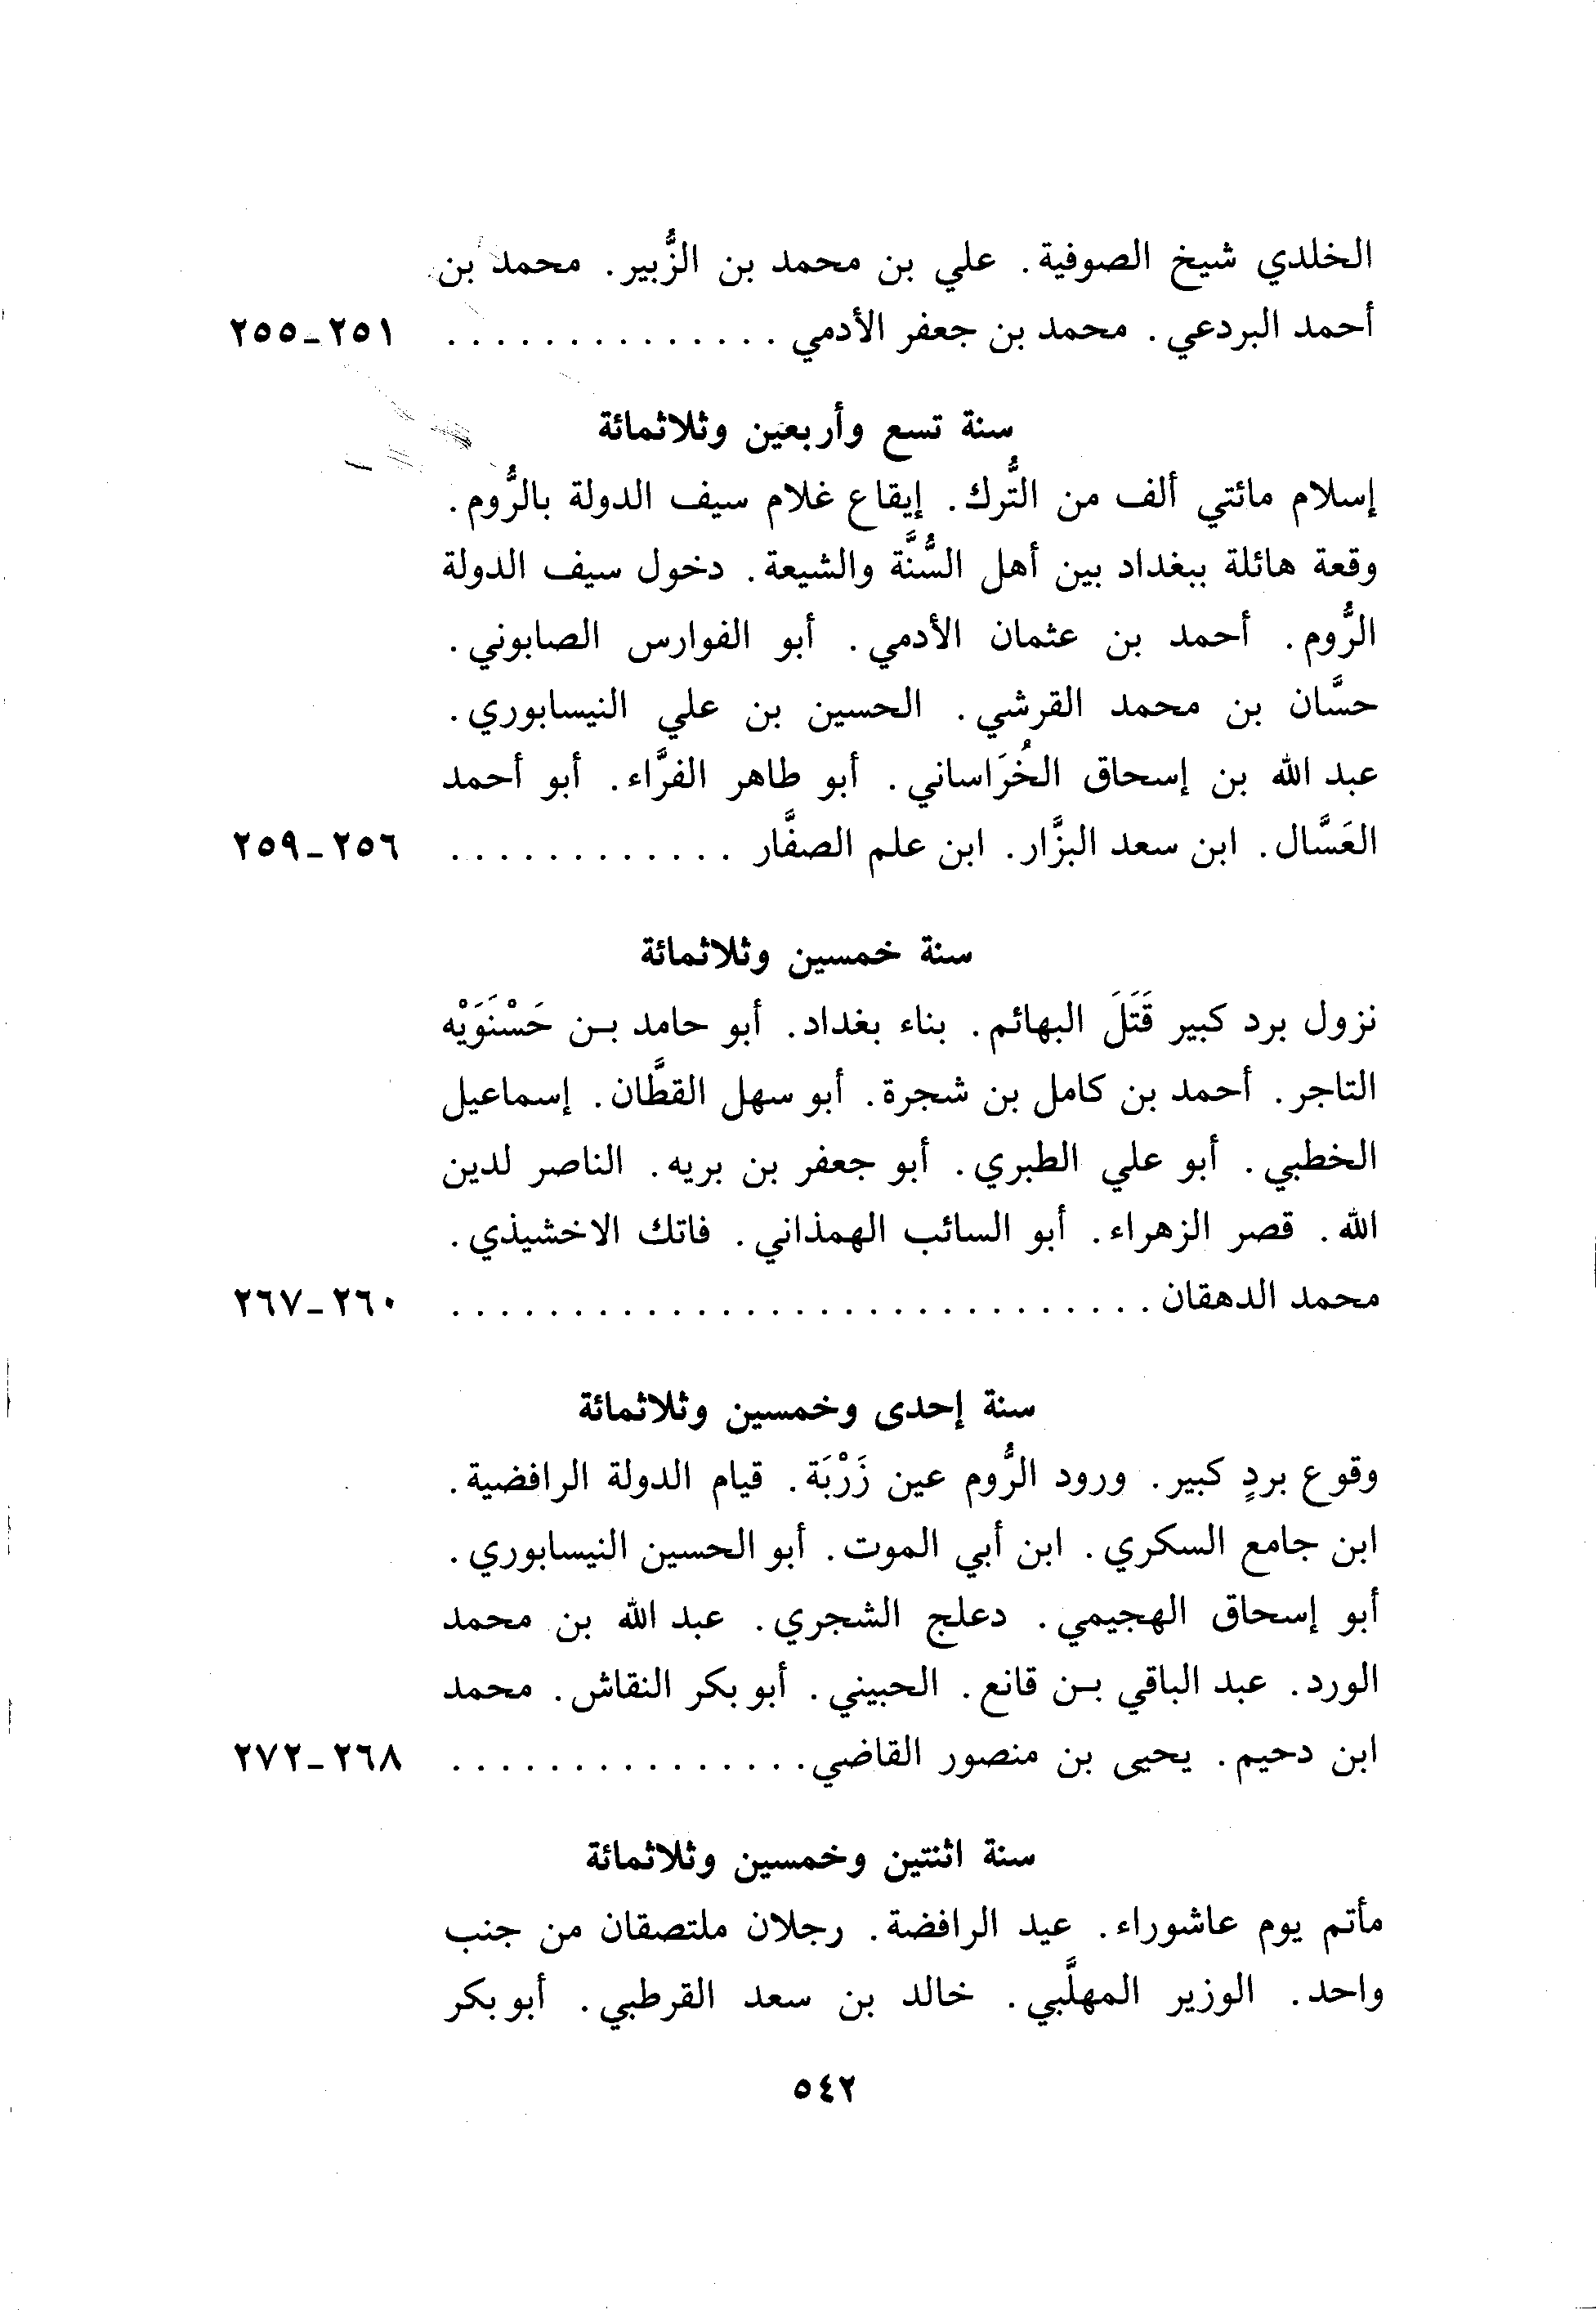 الخلدي شيخ الصوفية. علي بن محمد بن الزُّبير. محمد بن
أحمد البردعي. محمد بن جعفر الأدمي . . . . . . . . . . . . . . ٢٥١-٢٥٥
سنة تسع وأربعين وثلاثمائة
إسلام مائتي ألف من التُّرك. إيقاع غلام سيف الدولة بالرُّوم.
وقعة هائلة ببغداد بين أهل السُّنَّة والشيعة. دخول سيف الدولة
الرُّوم. أحمد بن عثمان الأدمي. أبو الفوارس الصابوني.
حسَّان بن محمد القرشي. الحسين بن علي النيسابوري.
عبد الله بن إسحاق الخُرَاساني. أبو طاهر الفرَّاء. أبو أحمد
العَسَّال. ابن سعد البزَّار. ابن علم الصفَّار . . . . . . . . . . . . ٢٥٦-٢٥٩
سنة خمسين وثلاثمائة
نزول برد كبير قَتَلَ البهائم. بناء بغداد. أبو حامد بـن حَسْنَوَيْه
التاجر. أحمد بن كامل بن شجرة. أبو سهل القطَّان. إسماعيل
الخطبي. أبو علي الطبري. أبو جعفر بن بريه. الناصر لدين
الله. قصر الزهراء. أبو السائب الهمذاني. فاتك الاخشيذي.
محمد الدهقان . . . . . . . . . . . . . . . . . . . . . . . . . . . . . ٢٦٠-٢٦٧
سنة إحدى وخمسين وثلاثمائة
وقوع بردٍ كبير. ورود الرُّوم عين زَرْبَة. قيام الدولة الرافضية.
ابن جامع السكري. ابن أبي الموت. أبو الحسين النيسابوري.
أبو إسحاق الهجيمي. دعلج الشجري. عبد الله بن محمد
الورد. عبد الباقي بـن قانع. الحبيني. أبو بكر النقاش. محمد
ابن دحيم. يحيى بن منصور القاضي . . . . . . . . . . . . . . . ٢٦٨-٢٧٢
سنة اثنتين وخمسين وثلاثمائة
مأتم يوم عاشوراء. عيد الرافضة. رجلان ملتصقان من جنب
واحد. الوزير المهلَّبي. خالد بن سعد القرطبي. أبو بكر
٥٤٢